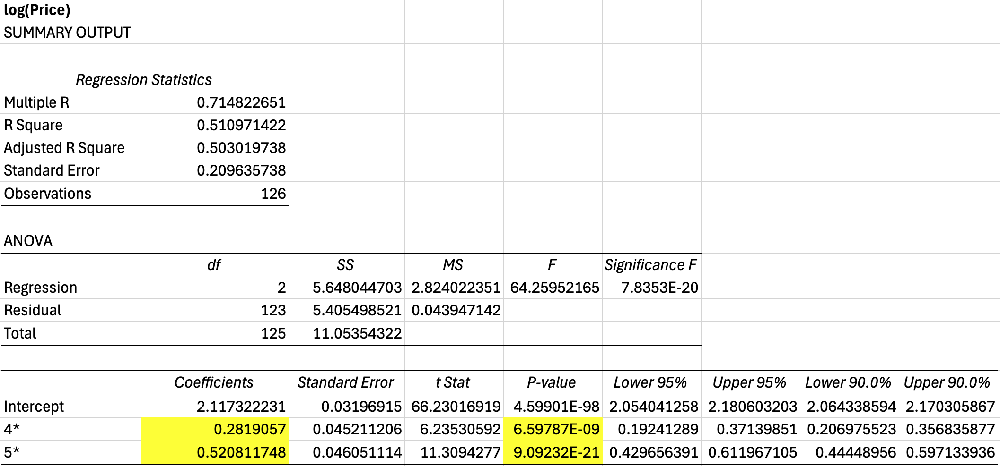 log(Price)
SUMMARY OUTPUT
Regression Statistics
Multiple R 0.714822651
R Square 0.510971422
Adjusted R Square 0.503019738
Standard Error 0.209635738
Observations 126
ANOVA
df SS MS F Significance F
Regression 2 5.648044703 2.824022351 64.25952165 7.8353E-20
Residual 123 5.405498521 0.043947142
Total 125 11.05354322
Coefficients Standard Error t Stat P-value Lower 95% Upper 95% Lower 90.0% Upper 90.0%
Intercept 2.117322231 0.03196915 66.23016919 4.59901E-98 2.054041258 2.180603203 2.064338594 2.170305867
4* 0.2819057 0.045211206 6.23530592 6.59787E-09 0.19241289 0.37139851 0.206975523 0.356835877
5* 0.520811748 0.046051114 11.3094277 9.09232E-21 0.429656391 0.611967105 0.44448956 0.597133936